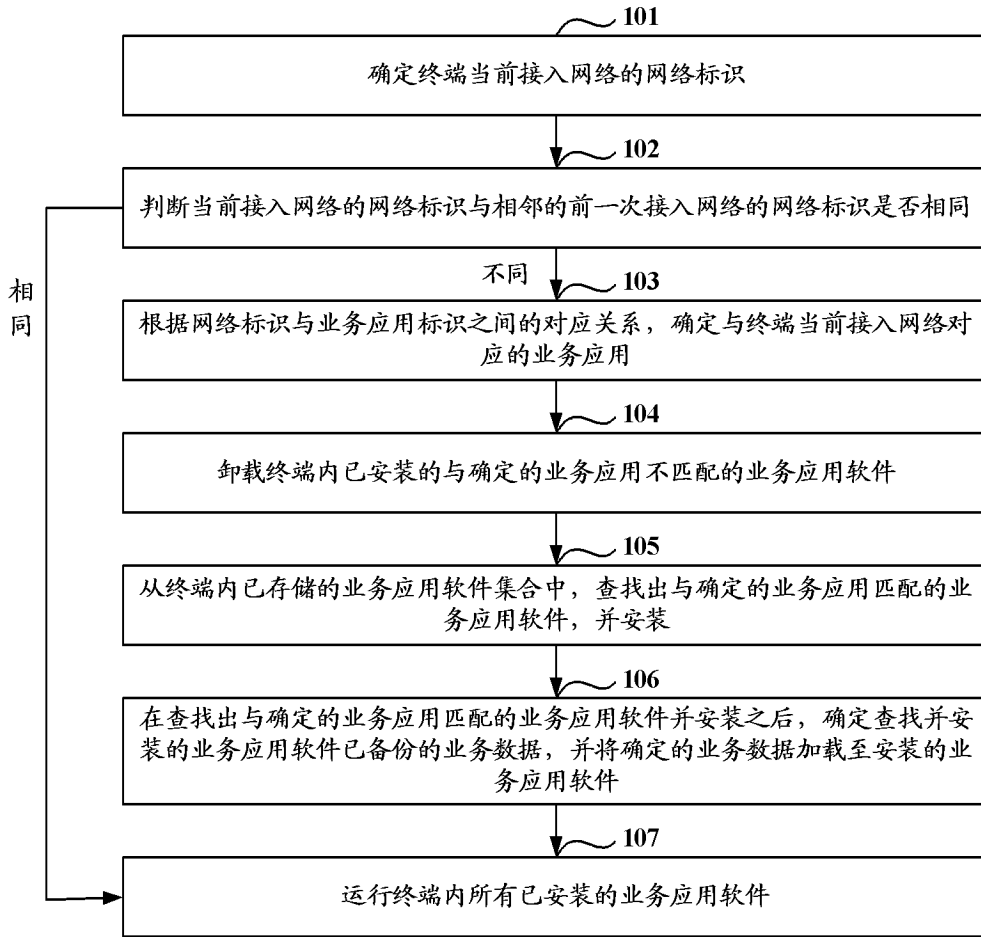 101
确定终端当前接入网络的网络标识
102
判断当前接入网络的网络标识与相邻的前一次接入网络的网络标识是否相同
相
同
不同
103
根据网络标识与业务应用标识之间的对应关系，确定与终端当前接入网络对
应的业务应用
104
卸载终端内已安装的与确定的业务应用不匹配的业务应用软件
105
从终端内已存储的业务应用软件集合中，查找出与确定的业务应用匹配的业
务应用软件，并安装
106
在查找出与确定的业务应用匹配的业务应用软件并安装之后，确定查找并安
装的业务应用软件已备份的业务数据，并将确定的业务数据加载至安装的业
务应用软件
107
运行终端内所有已安装的业务应用软件